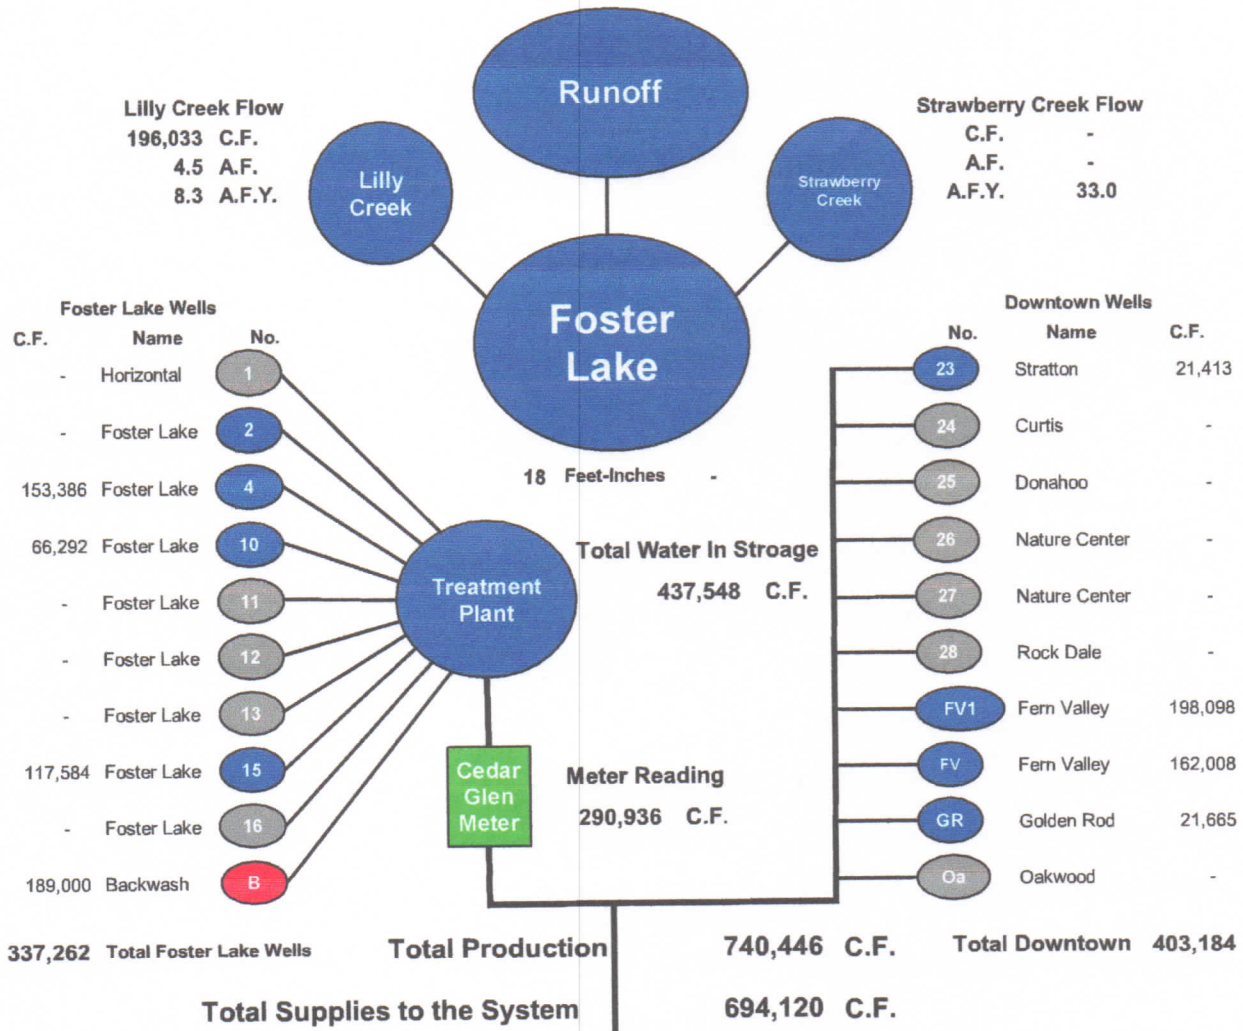 Runoff
Lilly Creek Flow
196,033 C.F.
4.5 A.F.
8.3 A.F.Y.
Lilly
Creek
Strawberry Creek Flow
C.F. -
A.F. -
A.F.Y. 33.0
Strawberry
Creek
Foster
Lake
18 Feet-Inches -
Foster Lake Wells
C.F. Name No.
- Horizontal 1
- Foster Lake 2
153,386 Foster Lake 4
66,292 Foster Lake 10
- Foster Lake 11
- Foster Lake 12
- Foster Lake 13
117,584 Foster Lake 15
- Foster Lake 16
189,000 Backwash B
337,262 Total Foster Lake Wells
Treatment
Plant
Total Water In Stroage
437,548 C.F.
Cedar
Glen
Meter
Meter Reading
290,936 C.F.
Downtown Wells
No. Name C.F.
23 Stratton 21,413
24 Curtis -
25 Donahoo -
26 Nature Center -
27 Nature Center -
28 Rock Dale -
FV1 Fern Valley 198,098
FV Fern Valley 162,008
GR Golden Rod 21,665
Oa Oakwood -
Total Downtown 403,184
Total Production 740,446 C.F.
Total Supplies to the System 694,120 C.F.